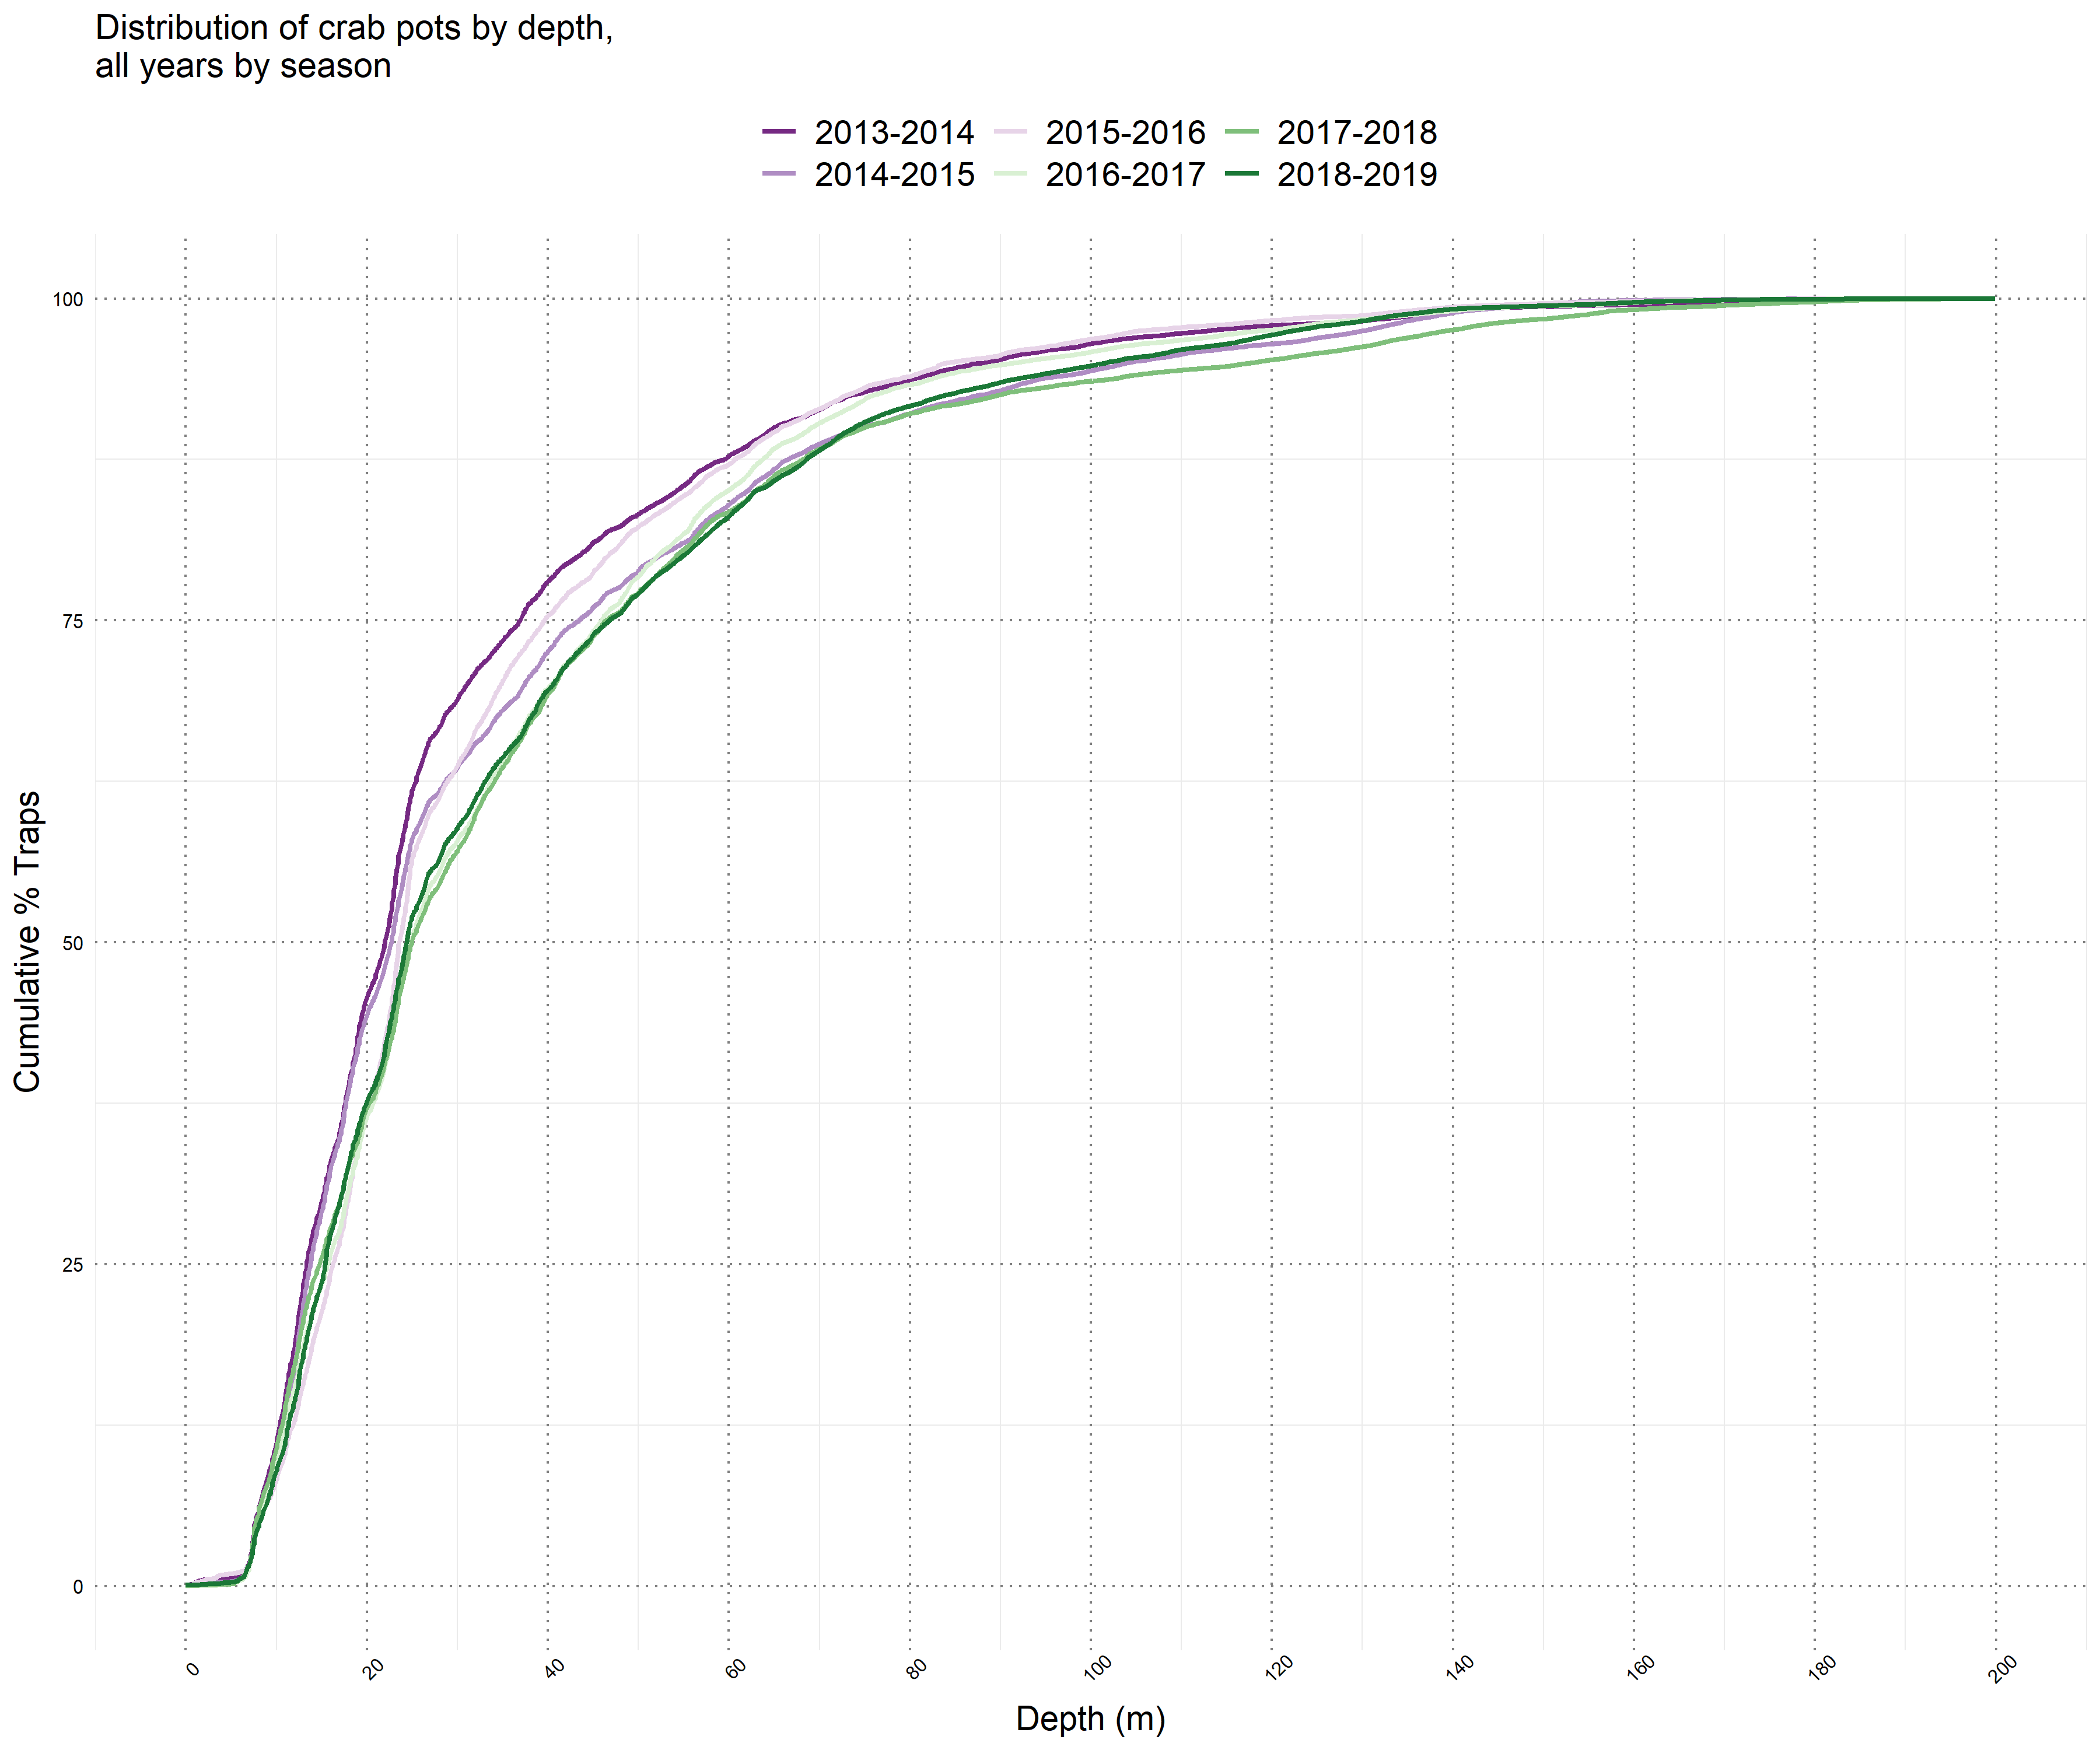 Distribution of crab pots by depth,
all years by season
2013-2014 2015-2016 2017-2018
2014-2015 2016-2017 2018-2019
100
75
50
25
0
Cumulative % Traps
0 20 40 60 80 100 120 140 160 180 200
Depth (m)